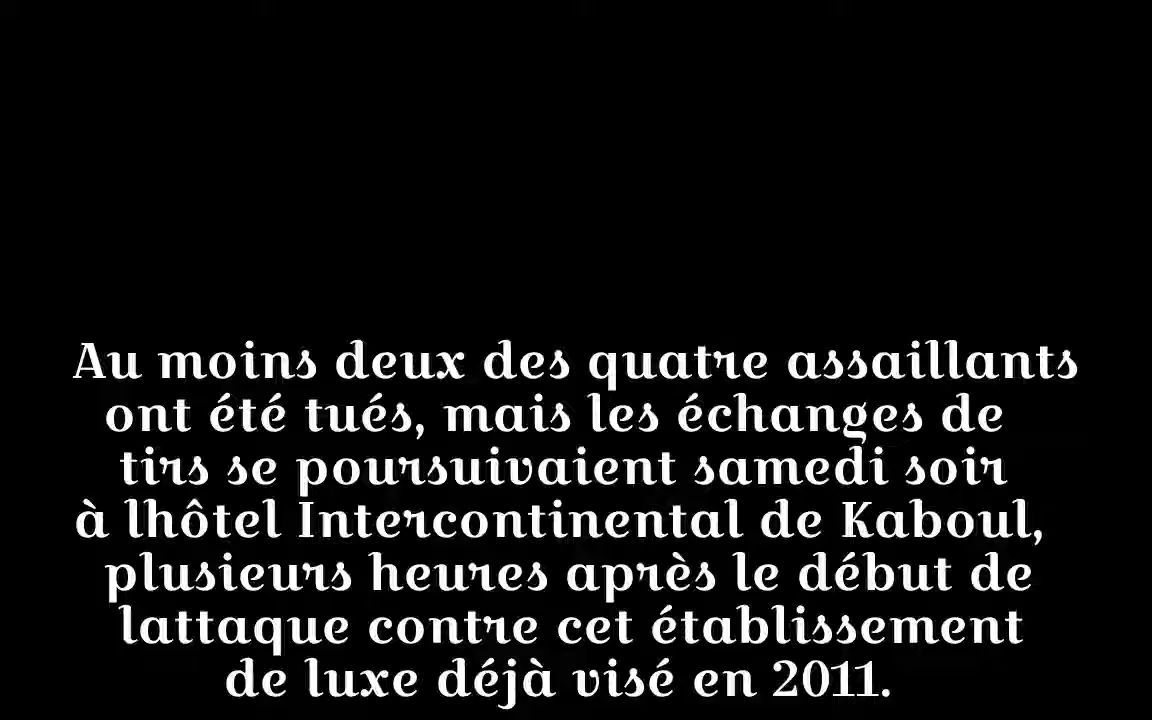 Au moins deux des quatre assaillants
ont été tués, mais les échanges de
tirs se poursuivaient samedi soir
à lhôtel Intercontinental de Kaboul,
plusieurs heures après le début de
lattaque contre cet établissement
de luxe déjà visé en 2011.